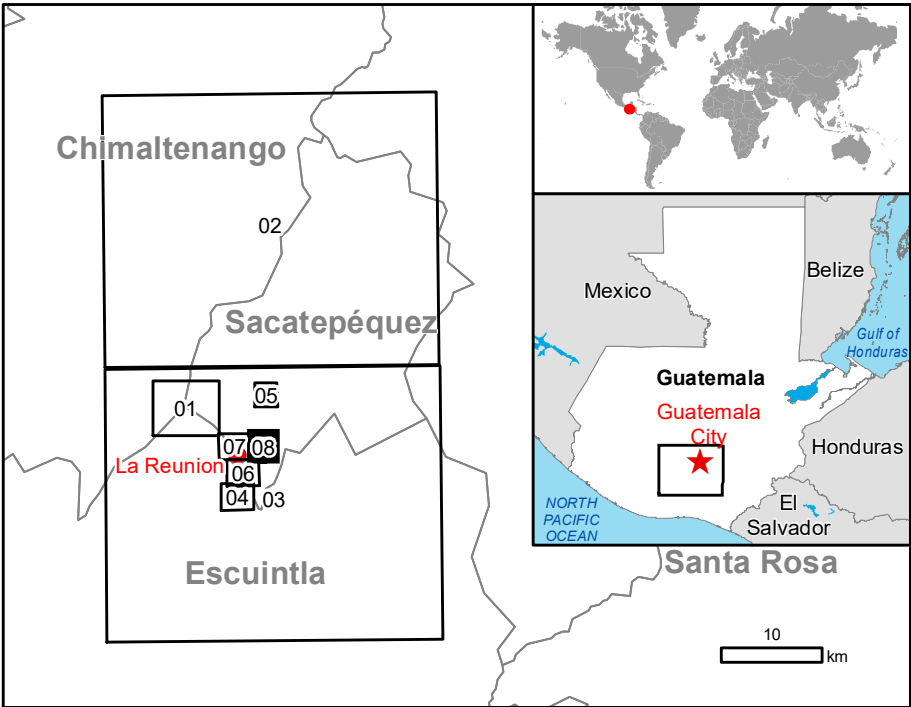 Chimaltenango
02
Sacatepéquez
05
01
07
08
La Reunion
06
04
03
Escuintla
Santa Rosa
10
km
Mexico
Belize
Gulf of
Honduras
Guatemala
Guatemala
City
Honduras
NORTH
PACIFIC
OCEAN
El
Salvador